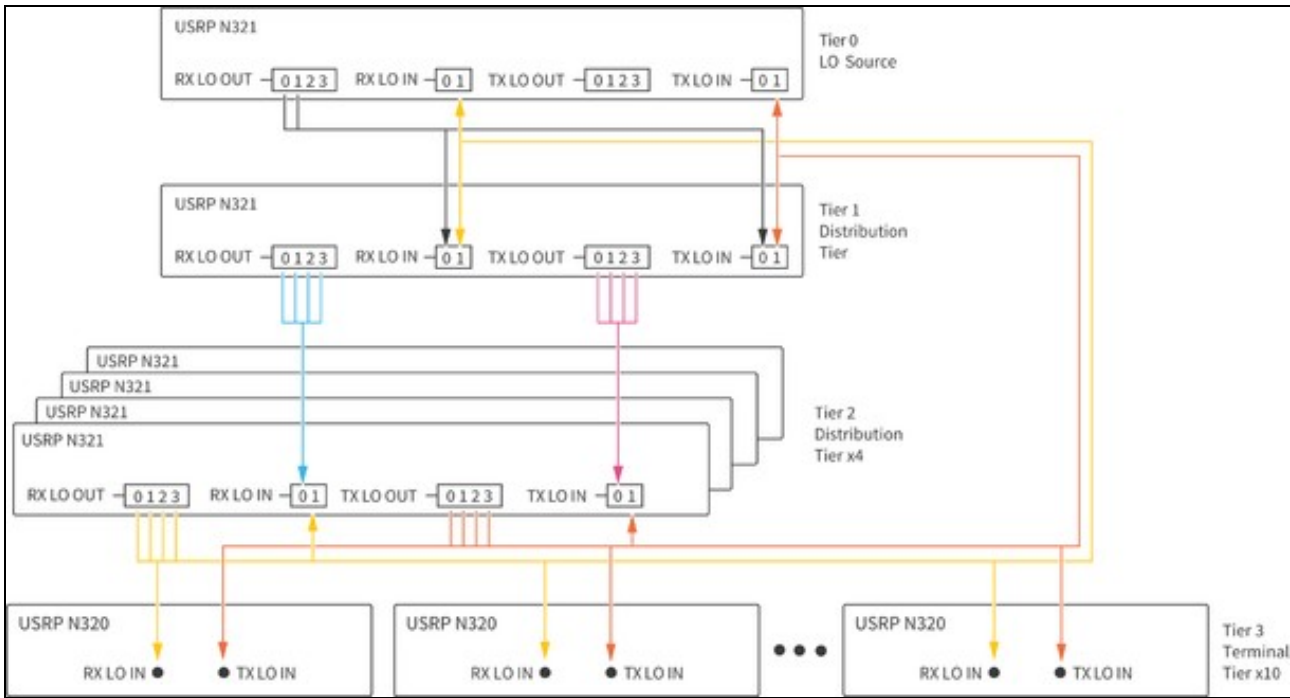 USRP N321
Tier 0
LO Source
RX LO OUT 0 1 2 3 RX LO IN 0 1 TX LO OUT 0 1 2 3 TX LO IN 0 1
USRP N321
Tier 1
Distribution
Tier
RX LO OUT 0 1 2 3 RX LO IN 0 1 TX LO OUT 0 1 2 3 TX LO IN 0 1
USRP N321
USRP N321
USRP N321
USRP N321
Tier 2
Distribution
Tier x4
RX LO OUT 0 1 2 3 RX LO IN 0 1 TX LO OUT 0 1 2 3 TX LO IN 0 1
USRP N320
RX LO IN TX LO IN
USRP N320
RX LO IN TX LO IN
USRP N320
RX LO IN TX LO IN
Tier 3
Terminal
Tier x10